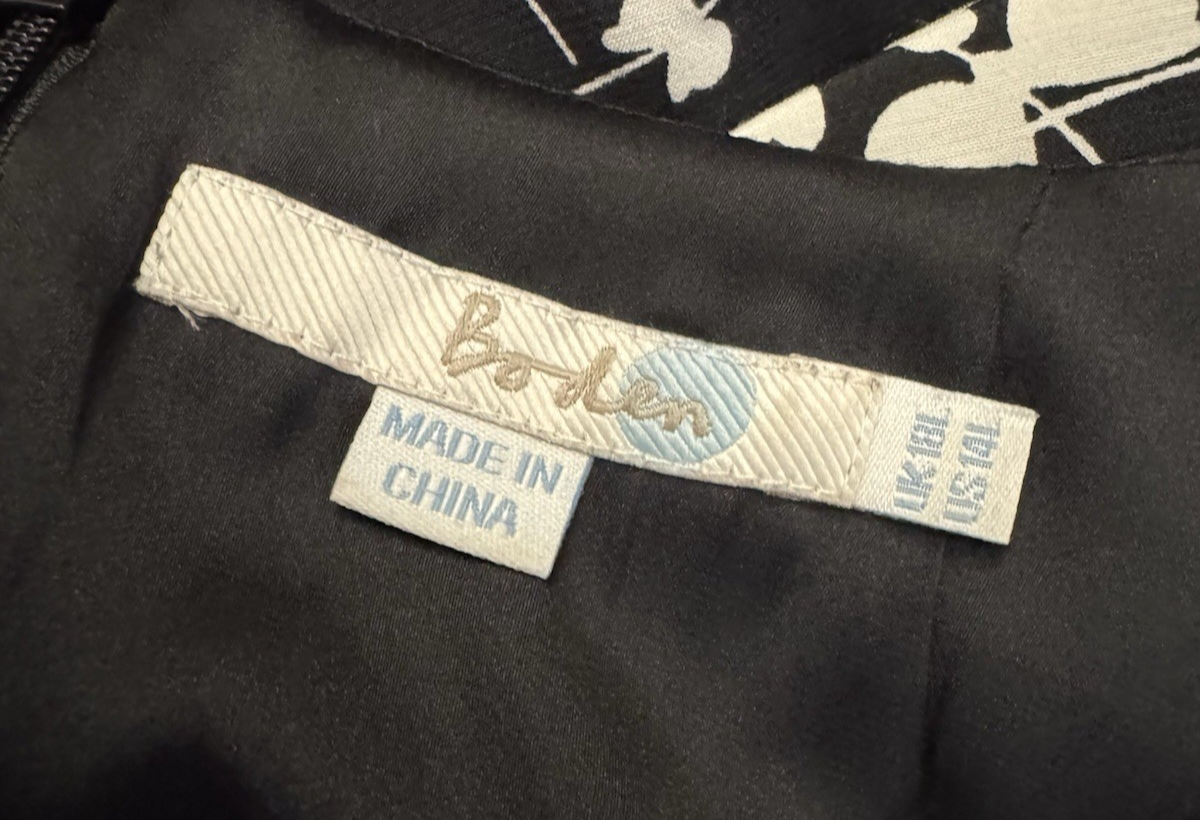 Boden
MADE IN
CHINA
UK 18L
US 14L